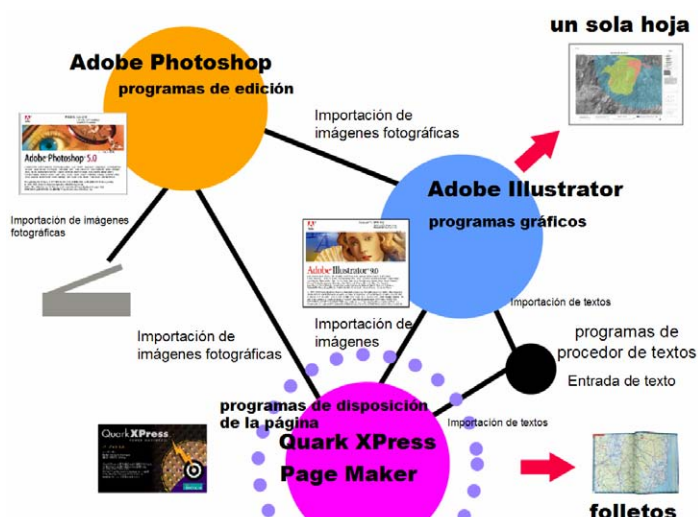 un sola hoja
Adobe Photoshop
programas de edición
Importación de
imágenes fotográficas
Adobe Photoshop 5.0
Adobe Illustrator
programas gráficos
Importación de imágenes
fotográficas
Adobe Illustrator 9.0
Importación de textos
Importación de
imágenes fotográficas
Importación de
imágenes
programas de
procedor de textos
Entrada de texto
programas de disposición
de la página
Importación de textos
Quark XPress
Page Maker
QuarkXPress
folletos